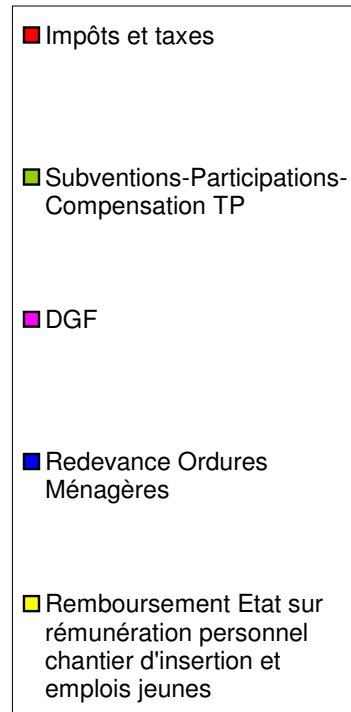 Impôts et taxes
Subventions-Participations-
Compensation TP
DGF
Redevance Ordures
Ménagères
Remboursement Etat sur
rémunération personnel
chantier d'insertion et
emplois jeunes